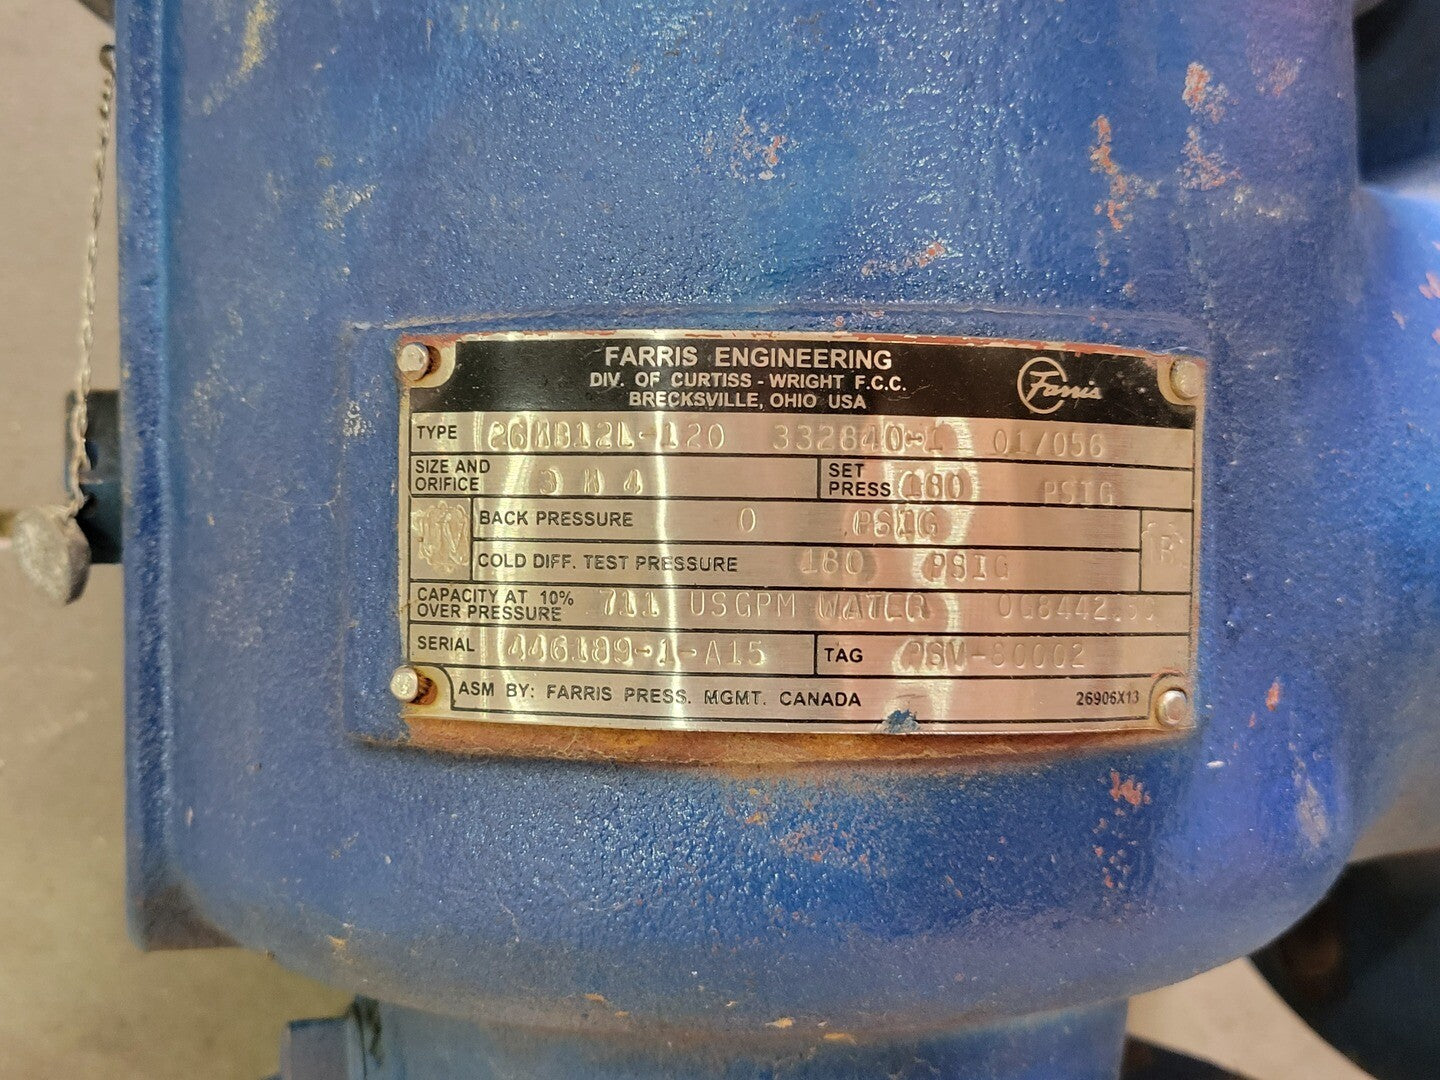 FARRIS ENGINEERING
DIV. OF CURTISS - WRIGHT F.C.C.
BRECKSVILLE, OHIO USA
Farris
TYPE 26HB12L-120 332840-1 01/056
SIZE AND ORIFICE 3 H 4
SET PRESS 180 PSIG
BACK PRESSURE 0 PSIG
COLD DIFF. TEST PRESSURE 180 PSIG
CAPACITY AT 10% OVER PRESSURE 711 USGPM WATER
SERIAL 446189-1-A15
TAG PSV-80002
ASM BY: FARRIS PRESS. MGMT. CANADA
26906X13